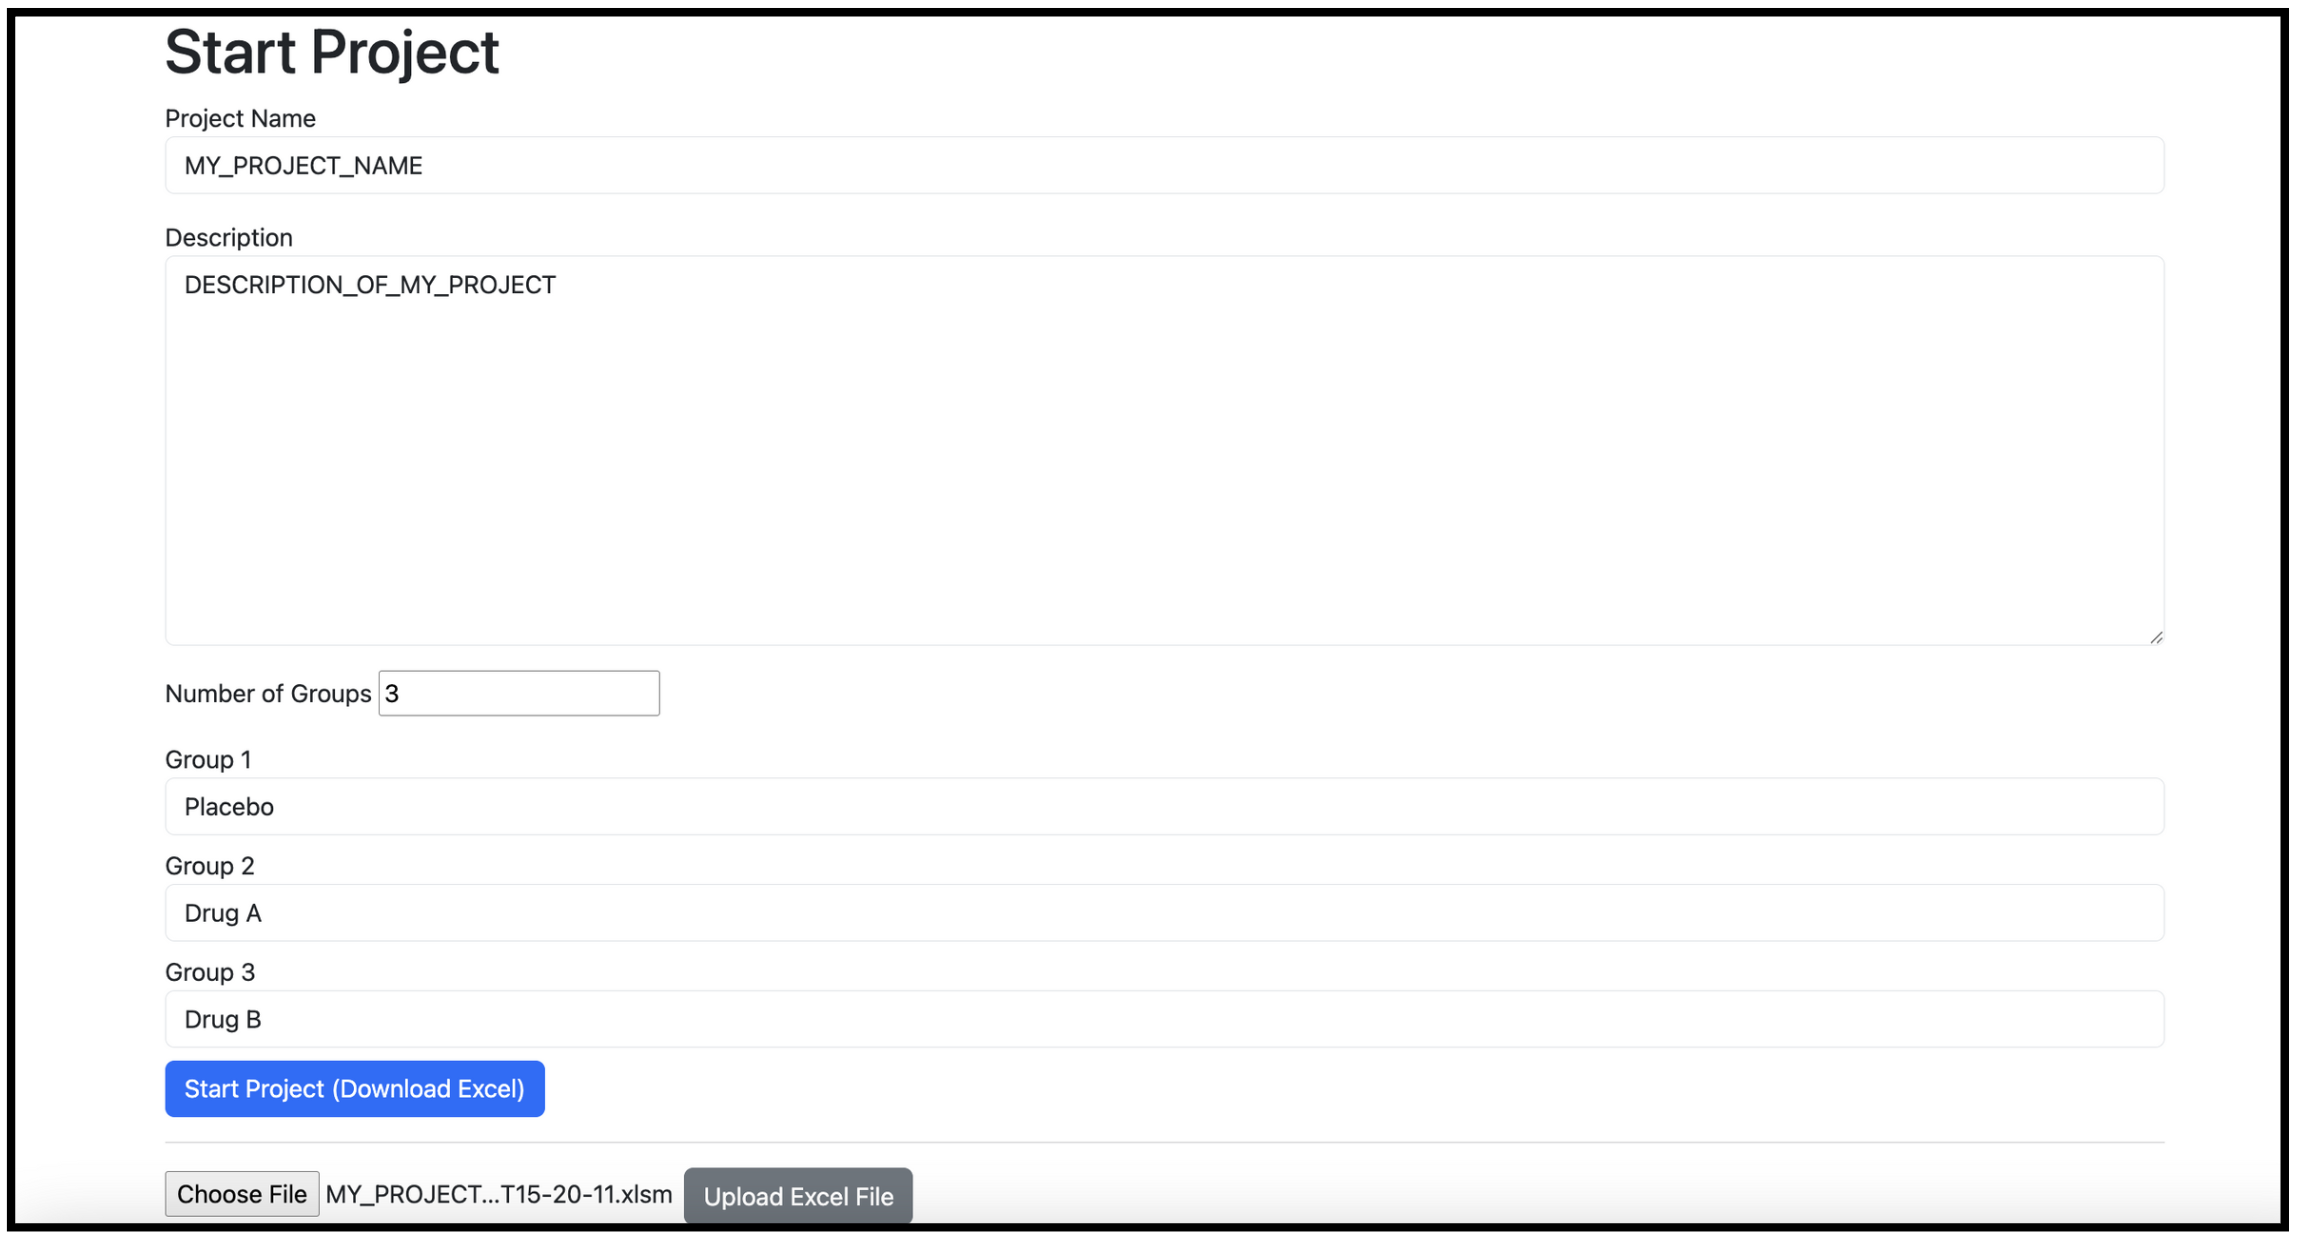 Start Project
Project Name
MY_PROJECT_NAME
Description
DESCRIPTION_OF_MY_PROJECT
Number of Groups 3
Group 1
Placebo
Group 2
Drug A
Group 3
Drug B
Start Project (Download Excel)
Choose File MY_PROJECT...T15-20-11.xlsm Upload Excel File